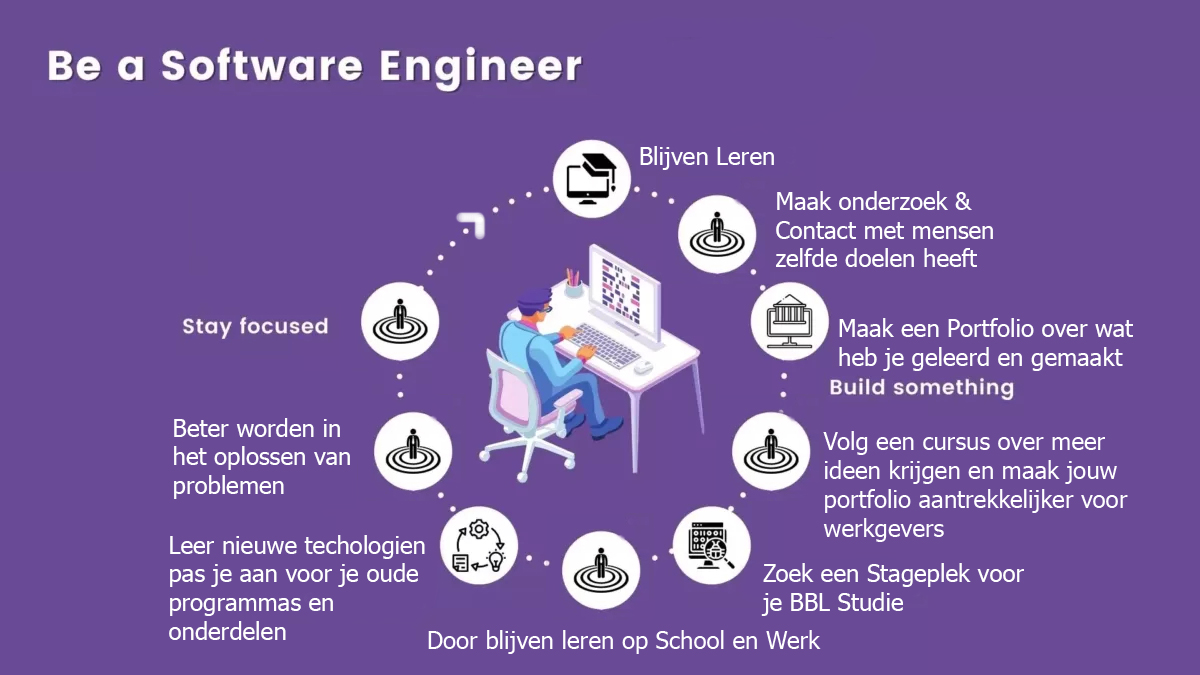 Be a Software Engineer
Blijven Leren
Maak onderzoek &
Contact met mensen
zelfde doelen heeft
Maak een Portfolio over wat
heb je geleerd en gemaakt
Build something
Volg een cursus over meer
ideen krijgen en maak jouw
portfolio aantrekkelijker voor
werkgevers
Zoek een Stageplek voor
je BBL Studie
Door blijven leren op School en Werk
Leer nieuwe techologien
pas je aan voor je oude
programmas en
onderdelen
Beter worden in
het oplossen van
problemen
Stay focused